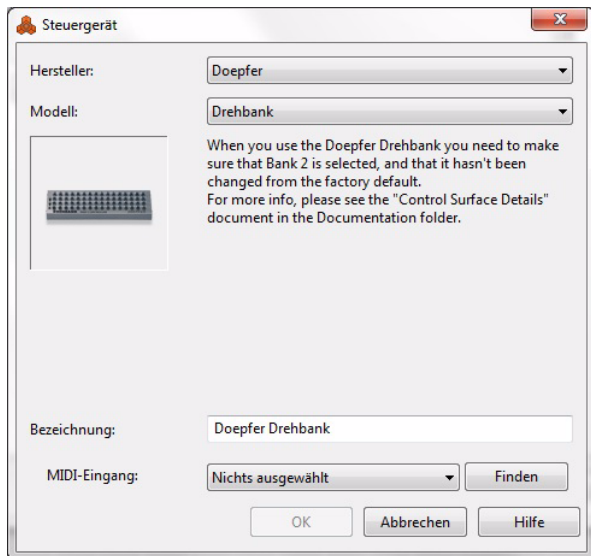 Steuergerät
Hersteller:
Doepfer
Modell:
Drehbank
When you use the Doepfer Drehbank you need to make
sure that Bank 2 is selected, and that it hasn't been
changed from the factory default.
For more info, please see the "Control Surface Details"
document in the Documentation folder.
Bezeichnung:
Doepfer Drehbank
MIDI-Eingang:
Nichts ausgewählt
Finden
OK
Abbrechen
Hilfe